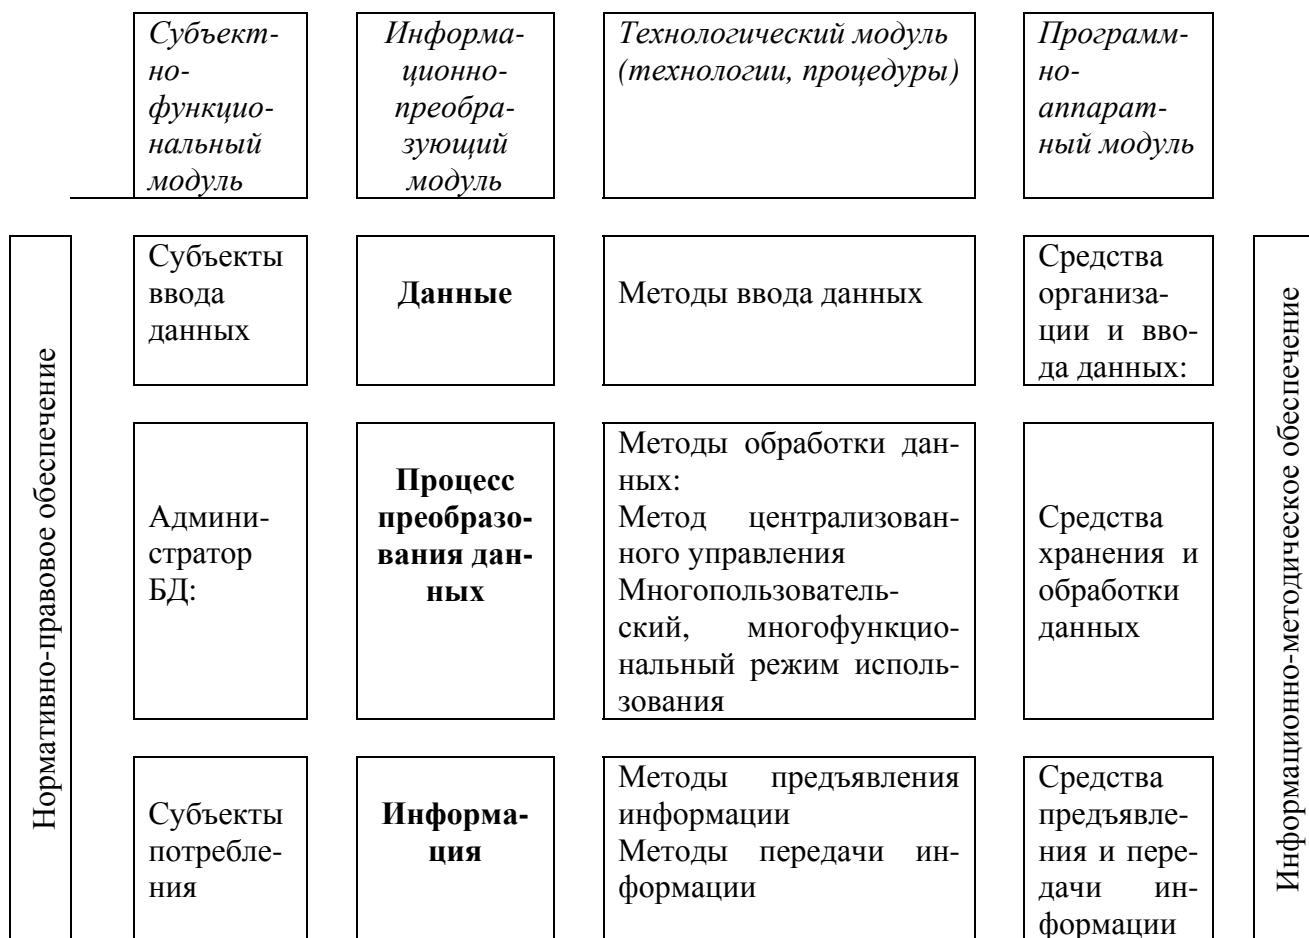 Субъект-
но-
функцио-
нальный
модуль
Информа-
ционно-
преобра-
зующий
модуль
Технологический модуль
(технологии, процедуры)
Программ-
но-
аппарат-
ный модуль
Нормативно-правовое обеспечение
Субъекты
ввода
данных
Данные
Методы ввода данных
Средства
организа-
ции и вво-
да данных:
Админи-
стратор
БД:
Процесс
преобразо-
вания дан-
ных
Методы обработки дан-
ных:
Метод централизован-
ного управления
Многопользователь-
ский, многофункцио-
нальный режим исполь-
зования
Средства
хранения и
обработки
данных
Субъекты
потребле-
ния
Информа-
ция
Методы предъявления
информации
Методы передачи ин-
формации
Средства
предъявле-
ния и пере-
дачи ин-
формации
Информационно-методическое обеспечение